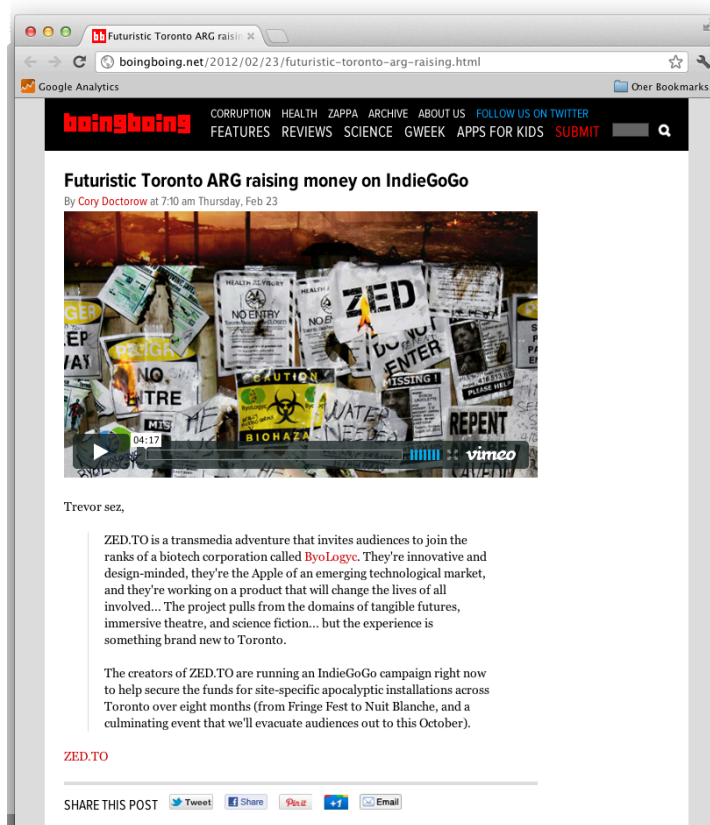 Futuristic Toronto ARG raisin
boingboing.net/2012/02/23/futuristic-toronto-arg-raising.html
Google Analytics
Oher Bookmarks
boingboing
CORRUPTION HEALTH ZAPPA ARCHIVE ABOUT US FOLLOW US ON TWITTER
FEATURES REVIEWS SCIENCE GWEEK APPS FOR KIDS SUBMIT
Futuristic Toronto ARG raising money on IndieGoGo
By Cory Doctorow at 7:10 am Thursday, Feb 23
ZED
NO ENTRY
DO NOT
ENTER
NO
MISSING !
PLEASE HELP
CAUTION
BIOHAZA
WATER
NEEDED
REPENT
04:17
vimeo
Trevor sez,
ZED.TO is a transmedia adventure that invites audiences to join the
ranks of a biotech corporation called ByoLogyc. They're innovative and
design-minded, they're the Apple of an emerging technological market,
and they're working on a product that will change the lives of all
involved... The project pulls from the domains of tangible futures,
immersive theatre, and science fiction... but the experience is
something brand new to Toronto.
The creators of ZED.TO are running an IndieGoGo campaign right now
to help secure the funds for site-specific apocalyptic installations across
Toronto over eight months (from Fringe Fest to Nuit Blanche, and a
culminating event that we'll evacuate audiences out to this October).
ZED.TO
SHARE THIS POST Tweet Share Pin it +1 Email